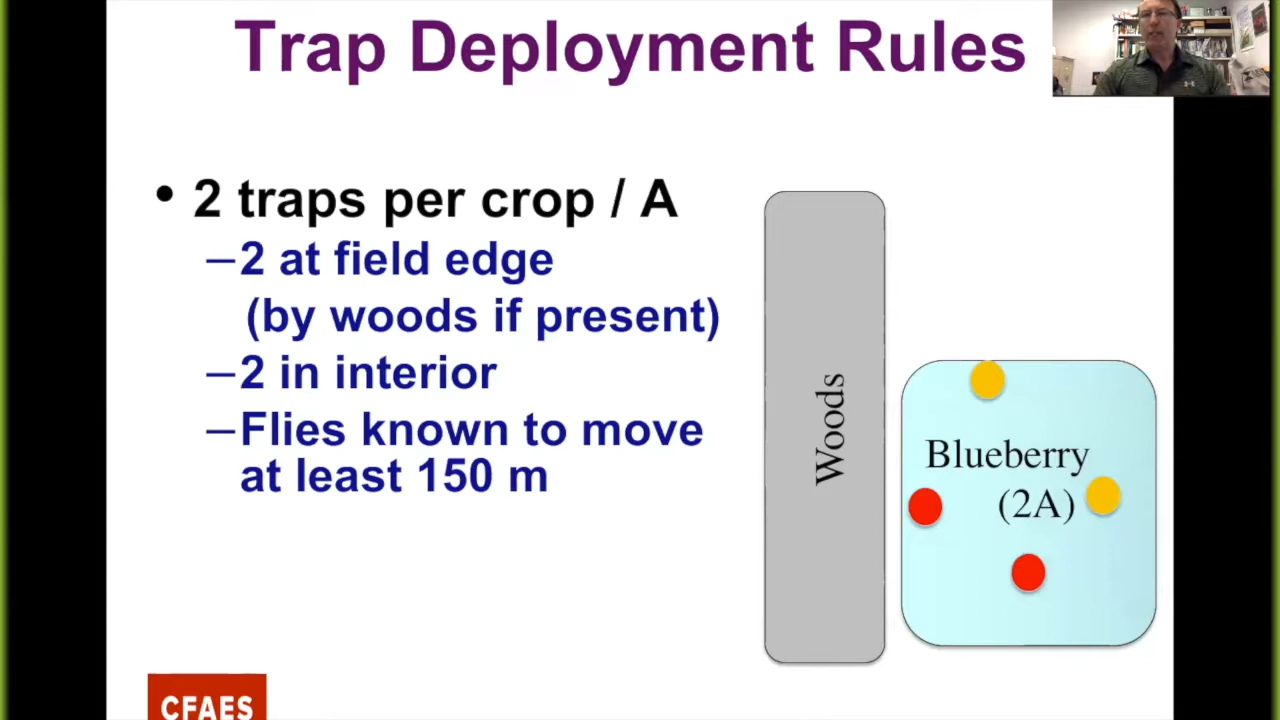 Trap Deployment Rules
• 2 traps per crop / A
–2 at field edge
(by woods if present)
–2 in interior
–Flies known to move
at least 150 m
Woods
Blueberry
(2A)
CFAES